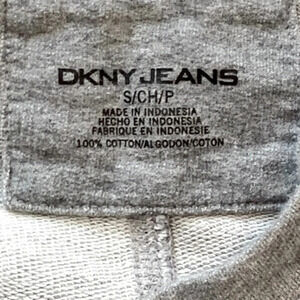 DKNY JEANS
S/CH/P
MADE IN INDONESIA
HECHO EN INDONESIA
FABRIQUE EN INDONESIE
100% COTTON/ALGODON/COTON